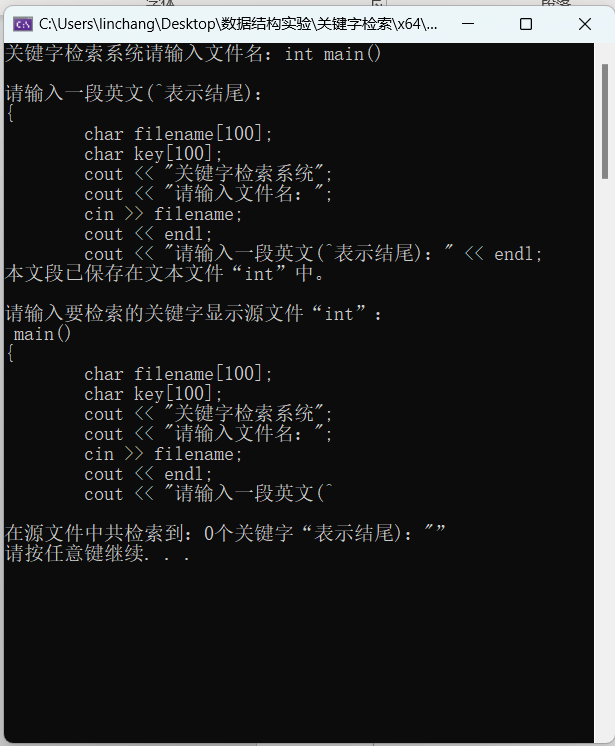 C:\Users\linchang\Desktop\数据结构实验\关键字检索\x64\...
关键字检索系统请输入文件名：int main()
请输入一段英文(^表示结尾)：
{
        char filename[100];
        char key[100];
        cout << "关键字检索系统";
        cout << "请输入文件名：";
        cin >> filename;
        cout << endl;
        cout << "请输入一段英文(^表示结尾)：" << endl;
本文段已保存在文本文件“int”中。
请输入要检索的关键字显示源文件“int”：
 main()
{
        char filename[100];
        char key[100];
        cout << "关键字检索系统";
        cout << "请输入文件名：";
        cin >> filename;
        cout << endl;
        cout << "请输入一段英文(^
在源文件中共检索到：0个关键字“表示结尾)："”
请按任意键继续. . .